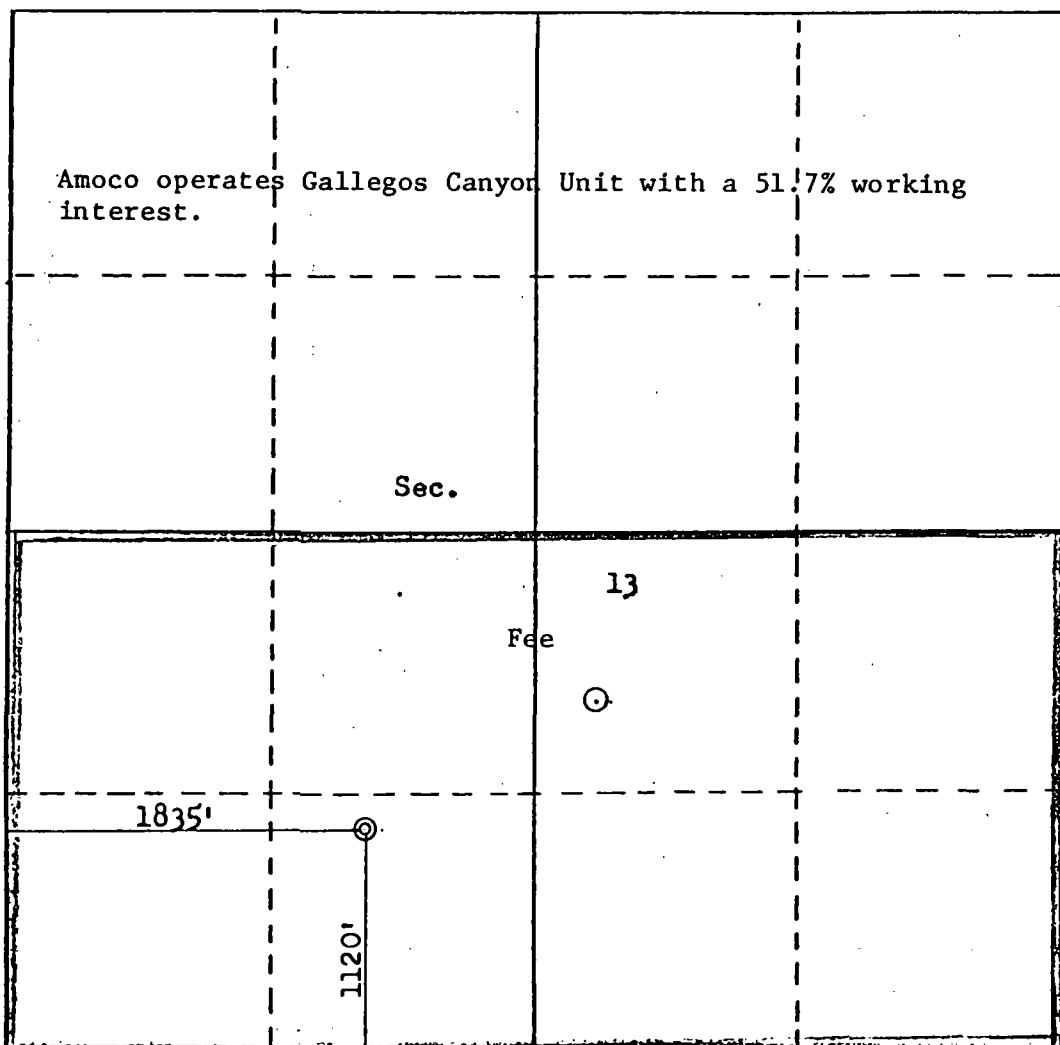 Amoco operates Gallegos Canyon Unit with a 51.7% working
interest.
Sec.
13
Fee
1835'
1120'